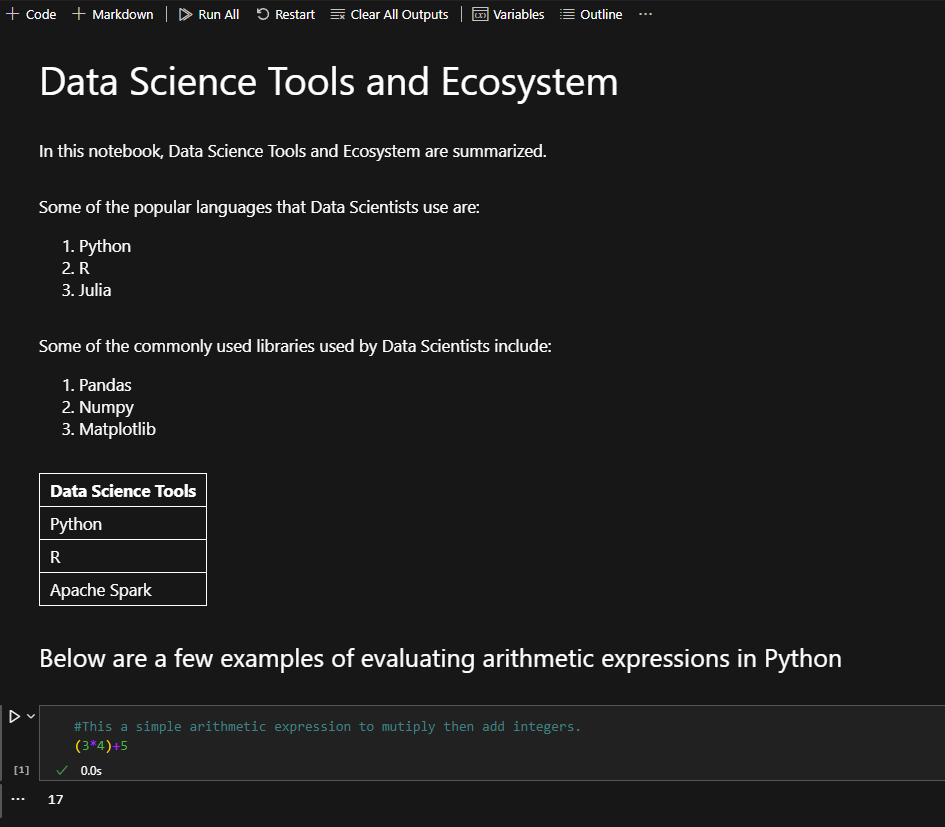 Code Markdown Run All Restart Clear All Outputs Variables Outline ...
Data Science Tools and Ecosystem
In this notebook, Data Science Tools and Ecosystem are summarized.
Some of the popular languages that Data Scientists use are:
1. Python
2. R
3. Julia
Some of the commonly used libraries used by Data Scientists include:
1. Pandas
2. Numpy
3. Matplotlib
Data Science Tools
Python
R
Apache Spark
Below are a few examples of evaluating arithmetic expressions in Python
#This a simple arithmetic expression to mutiply then add integers.
(3*4)+5
[1] 0.0s
... 17